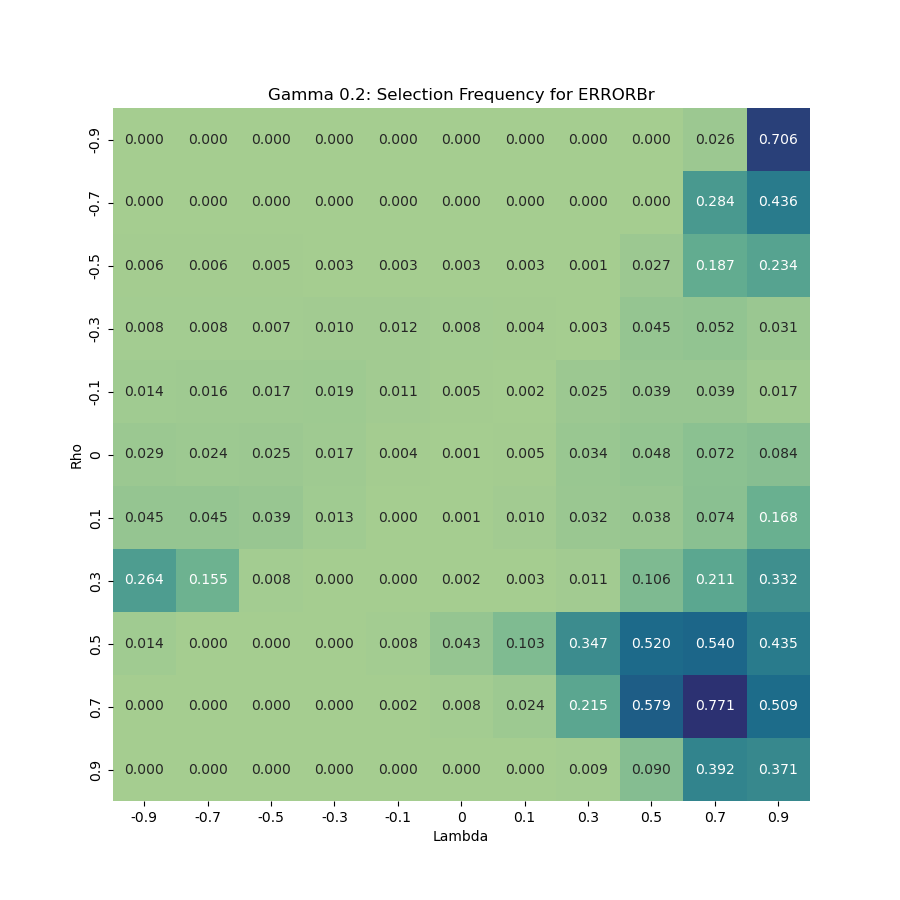 Gamma 0.2: Selection Frequency for ERRORBr
-0.9 0.000 0.000 0.000 0.000 0.000 0.000 0.000 0.000 0.000 0.026 0.706
-0.7 0.000 0.000 0.000 0.000 0.000 0.000 0.000 0.000 0.000 0.284 0.436
-0.5 0.006 0.006 0.005 0.003 0.003 0.003 0.003 0.001 0.027 0.187 0.234
-0.3 0.008 0.008 0.007 0.010 0.012 0.008 0.004 0.003 0.045 0.052 0.031
-0.1 0.014 0.016 0.017 0.019 0.011 0.005 0.002 0.025 0.039 0.039 0.017
Rho
0 0.029 0.024 0.025 0.017 0.004 0.001 0.005 0.034 0.048 0.072 0.084
0.1 0.045 0.045 0.039 0.013 0.000 0.001 0.010 0.032 0.038 0.074 0.168
0.3 0.264 0.155 0.008 0.000 0.000 0.002 0.003 0.011 0.106 0.211 0.332
0.5 0.014 0.000 0.000 0.000 0.008 0.043 0.103 0.347 0.520 0.540 0.435
0.7 0.000 0.000 0.000 0.000 0.002 0.008 0.024 0.215 0.579 0.771 0.509
0.9 0.000 0.000 0.000 0.000 0.000 0.000 0.000 0.009 0.090 0.392 0.371
-0.9 -0.7 -0.5 -0.3 -0.1 0 0.1 0.3 0.5 0.7 0.9
Lambda